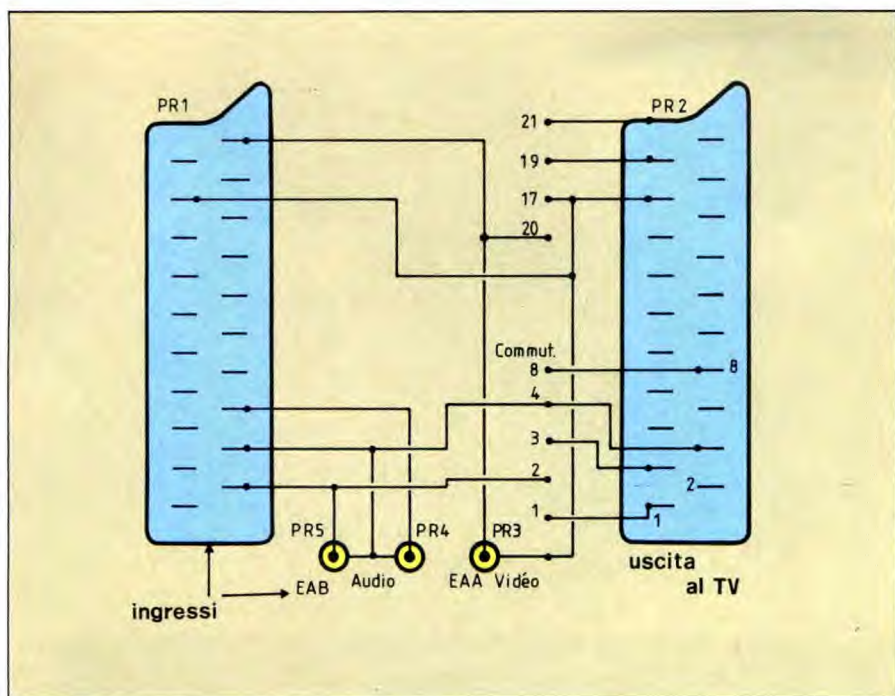 PR1
21
PR2
19
17
20
Commut.
8
8
4
3
2
2
1
1
PR5
PR4
PR3
EAB
Audio
EAA Vidéo
uscita
al TV
ingressi